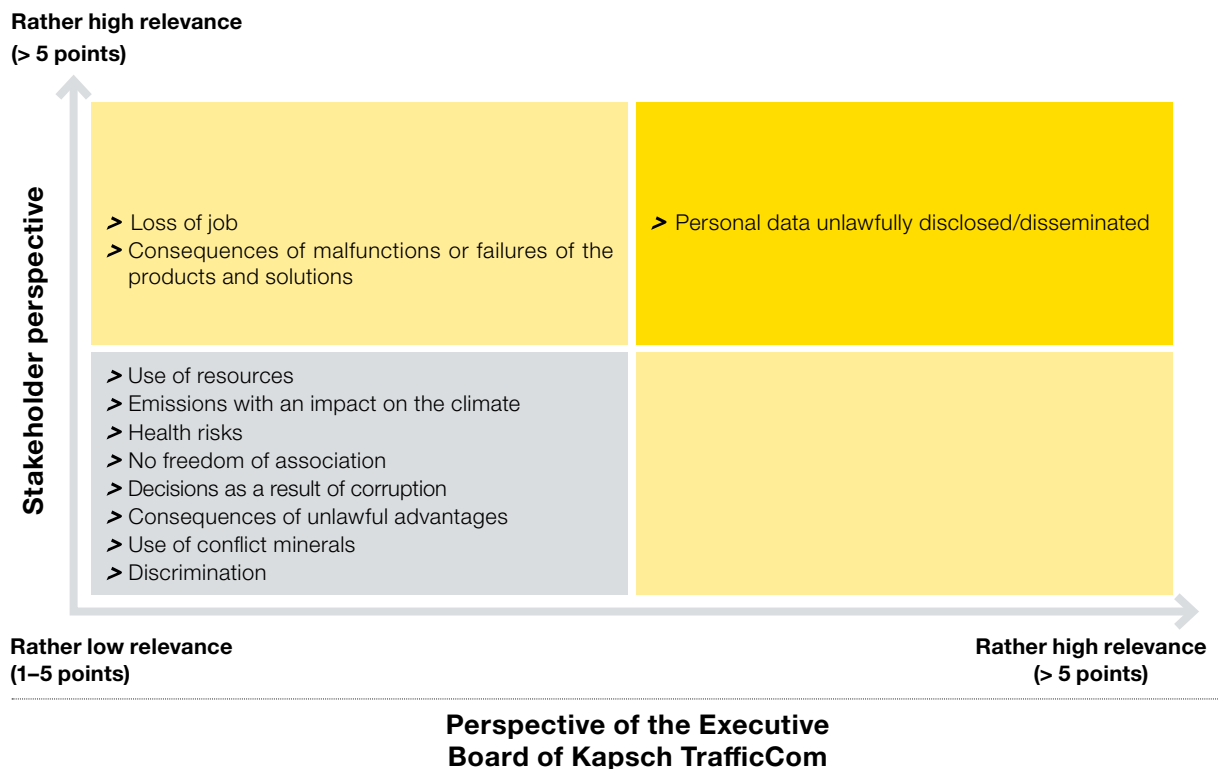 Rather high relevance
(> 5 points)
Stakeholder perspective
> Loss of job
> Consequences of malfunctions or failures of the
products and solutions
> Personal data unlawfully disclosed/disseminated
> Use of resources
> Emissions with an impact on the climate
> Health risks
> No freedom of association
> Decisions as a result of corruption
> Consequences of unlawful advantages
> Use of conflict minerals
> Discrimination
Rather low relevance
(1–5 points)
Rather high relevance
(> 5 points)
Perspective of the Executive
Board of Kapsch TrafficCom